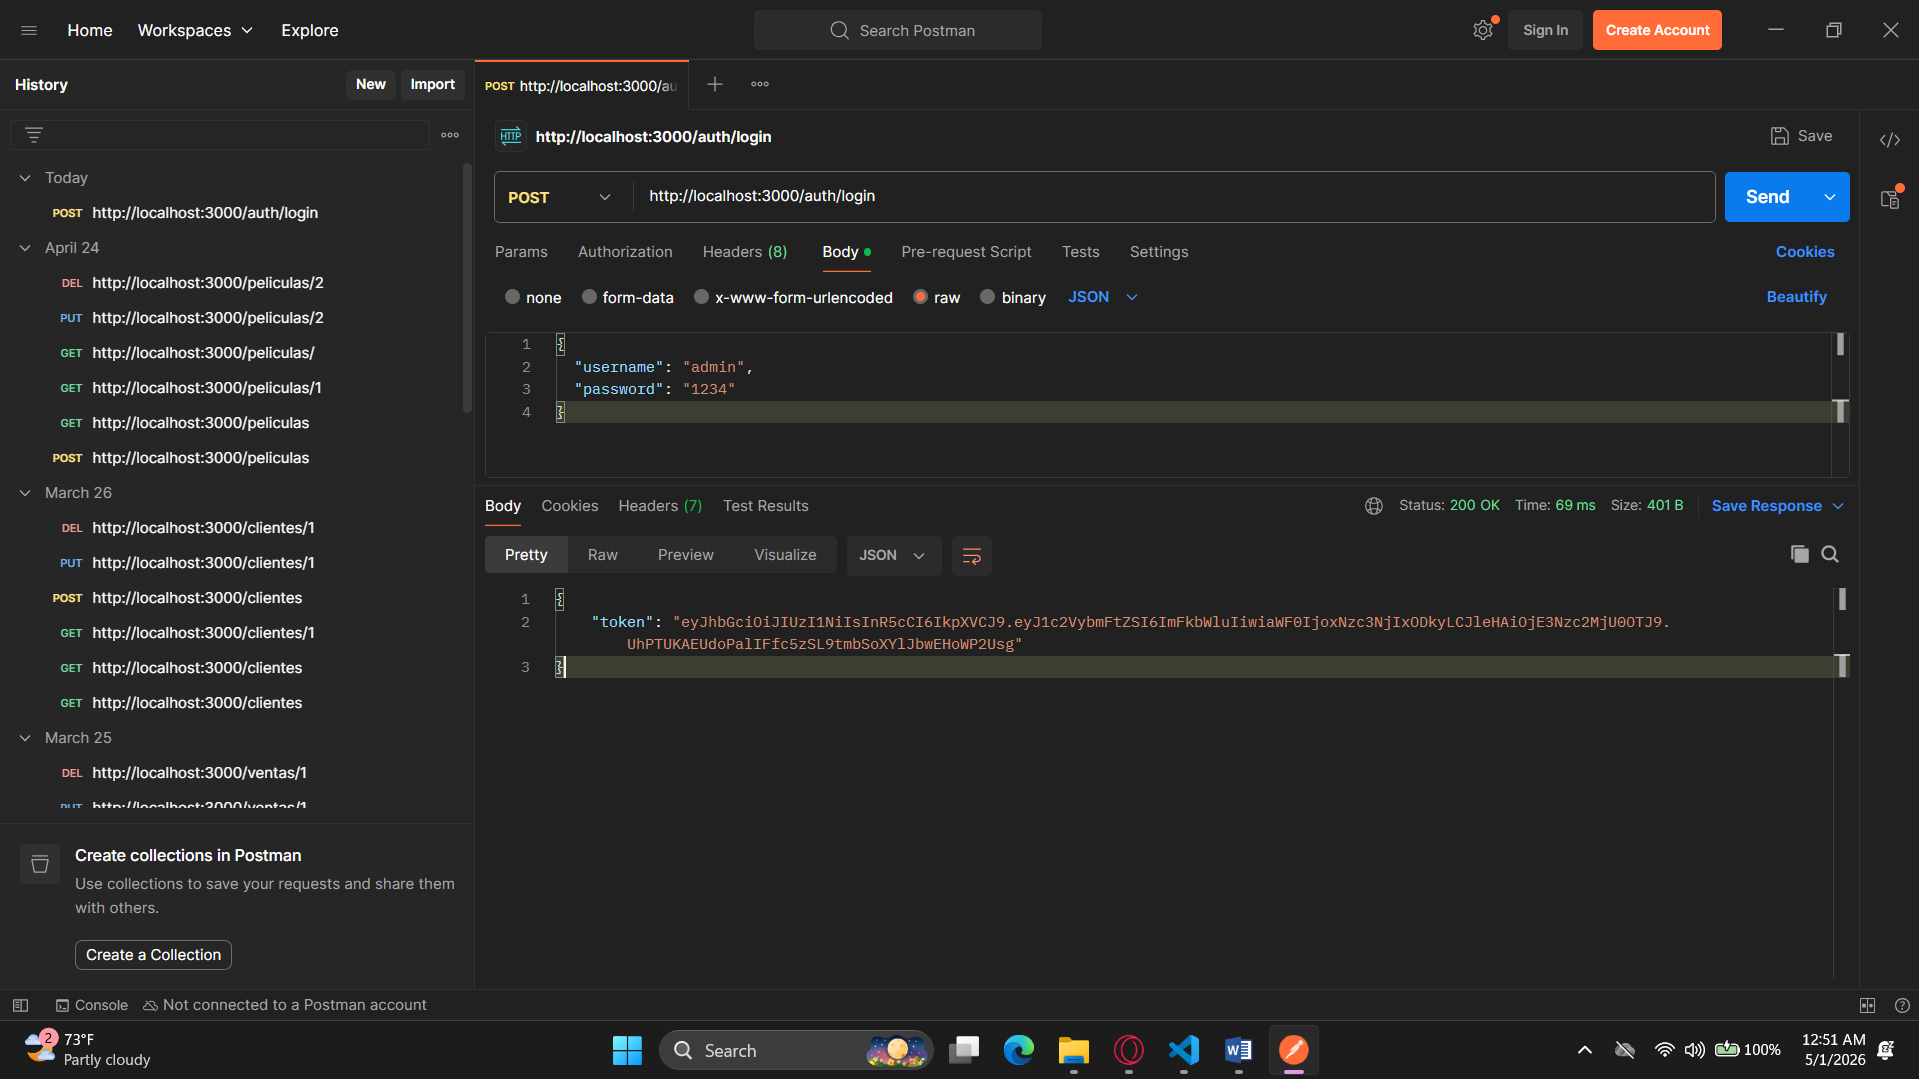 Home Workspaces Explore
Search Postman
Sign In
Create Account
History
New Import
Today
POST http://localhost:3000/auth/login
April 24
DEL http://localhost:3000/peliculas/2
PUT http://localhost:3000/peliculas/2
GET http://localhost:3000/peliculas/
GET http://localhost:3000/peliculas/1
GET http://localhost:3000/peliculas
POST http://localhost:3000/peliculas
March 26
DEL http://localhost:3000/clientes/1
PUT http://localhost:3000/clientes/1
POST http://localhost:3000/clientes
GET http://localhost:3000/clientes/1
GET http://localhost:3000/clientes
GET http://localhost:3000/clientes
March 25
DEL http://localhost:3000/ventas/1
PUT http://localhost:3000/ventas/1
Create collections in Postman
Use collections to save your requests and share them
with others.
Create a Collection
POST http://localhost:3000/au
HTTP http://localhost:3000/auth/login
Save
POST http://localhost:3000/auth/login
Send
Params Authorization Headers (8) Body Pre-request Script Tests Settings
Cookies
none form-data x-www-form-urlencoded raw binary JSON
Beautify
1 {
2 "username": "admin",
3 "password": "1234"
4 }
Body Cookies Headers (7) Test Results
Status: 200 OK Time: 69 ms Size: 401 B
Save Response
Pretty Raw Preview Visualize JSON
1 {
2 "token": "eyJhbGciOiJIUzI1NiIsInR5cCI6IkpXVCJ9.eyJ1c2VybmFtZSI6ImFkbWluIiwiaWF0IjoxNzc3NjIxODkyLCJleHAiOjE3Nzc2MjU0OTJ9.
UhPTUKAEUdoPalIFfc5zSL9tmbSoXYlJbwEHoWP2Usg"
3 }
Console Not connected to a Postman account
2
73°F
Partly cloudy
Search
W
100%
12:51 AM
5/1/2026